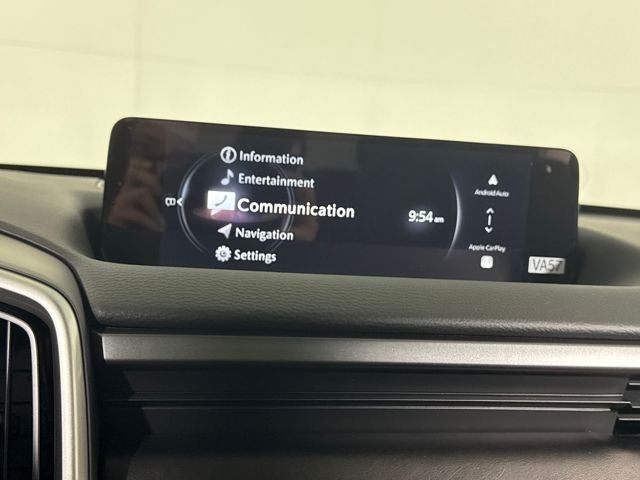 Information
Entertainment
Communication
Navigation
Settings
9:54 am
Android Auto
Apple CarPlay
VA57